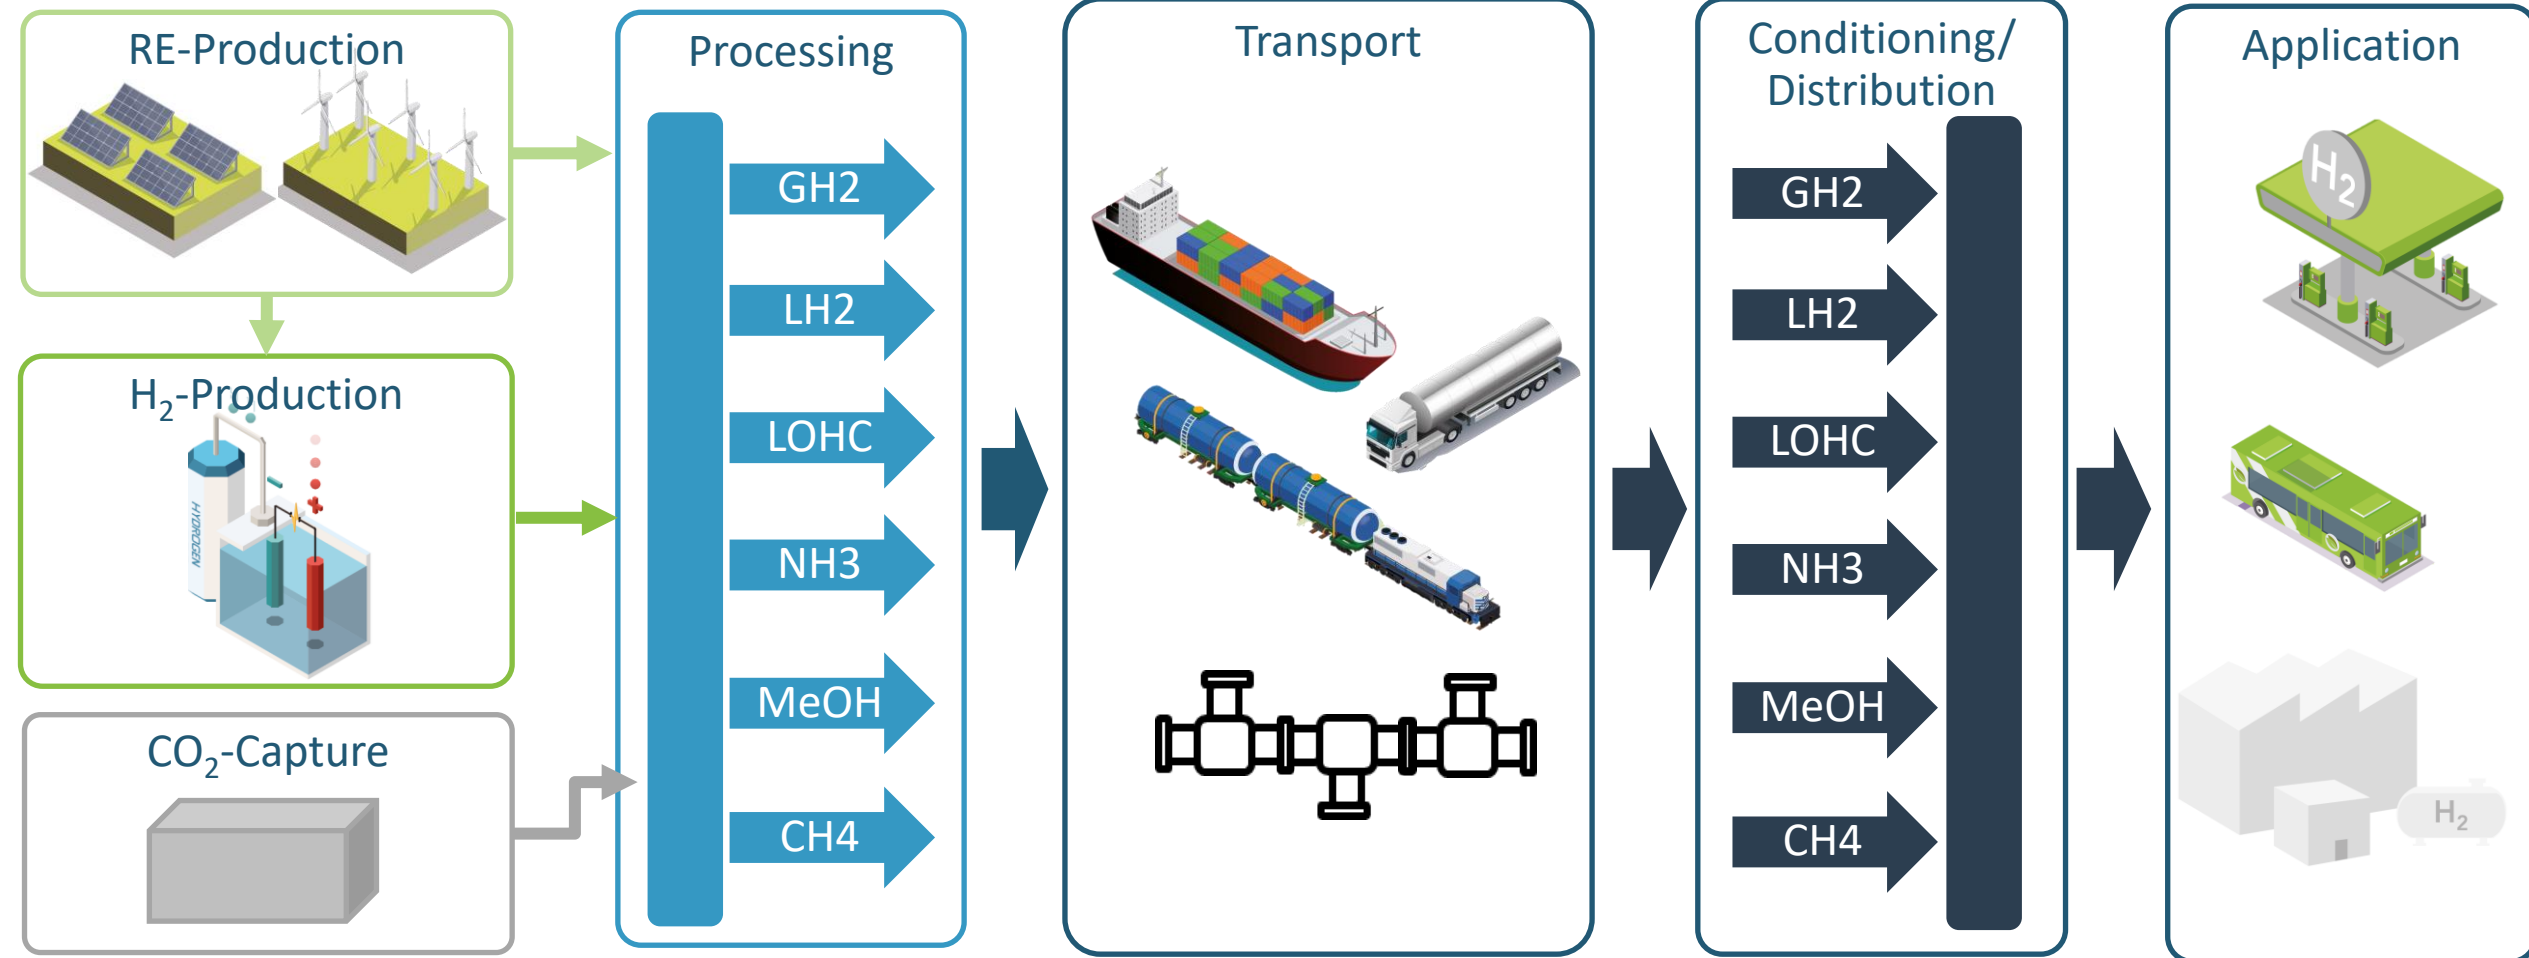 RE-Production
H₂-Production
HYDROGEN
CO₂-Capture
Processing
GH2
LH2
LOHC
NH3
MeOH
CH4
Transport
Conditioning/
Distribution
GH2
LH2
LOHC
NH3
MeOH
CH4
Application
H₂
H₂